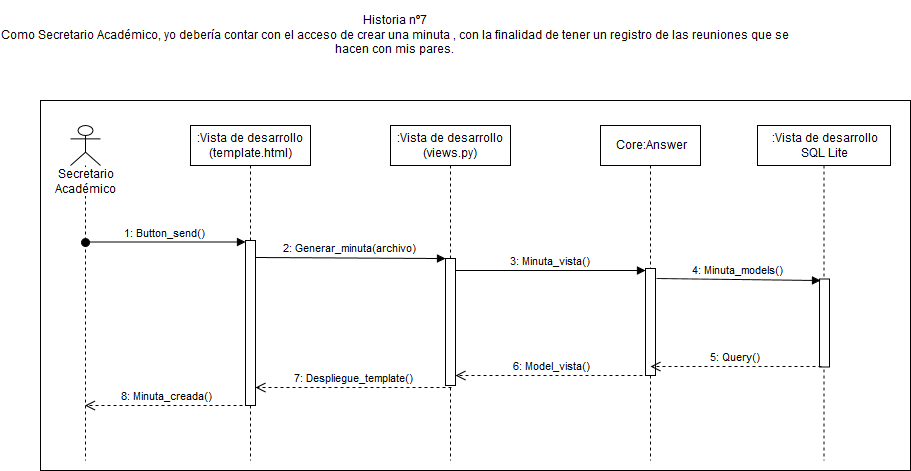 Historia nº7
Como Secretario Académico, yo debería contar con el acceso de crear una minuta , con la finalidad de tener un registro de las reuniones que se
hacen con mis pares.
:Vista de desarrollo
(template.html)
:Vista de desarrollo
(views.py)
Core:Answer
:Vista de desarrollo
SQL Lite
Secretario
Académico
1: Button_send()
2: Generar_minuta(archivo)
3: Minuta_vista()
4: Minuta_models()
5: Query()
6: Model_vista()
7: Despliegue_template()
8: Minuta_creada()